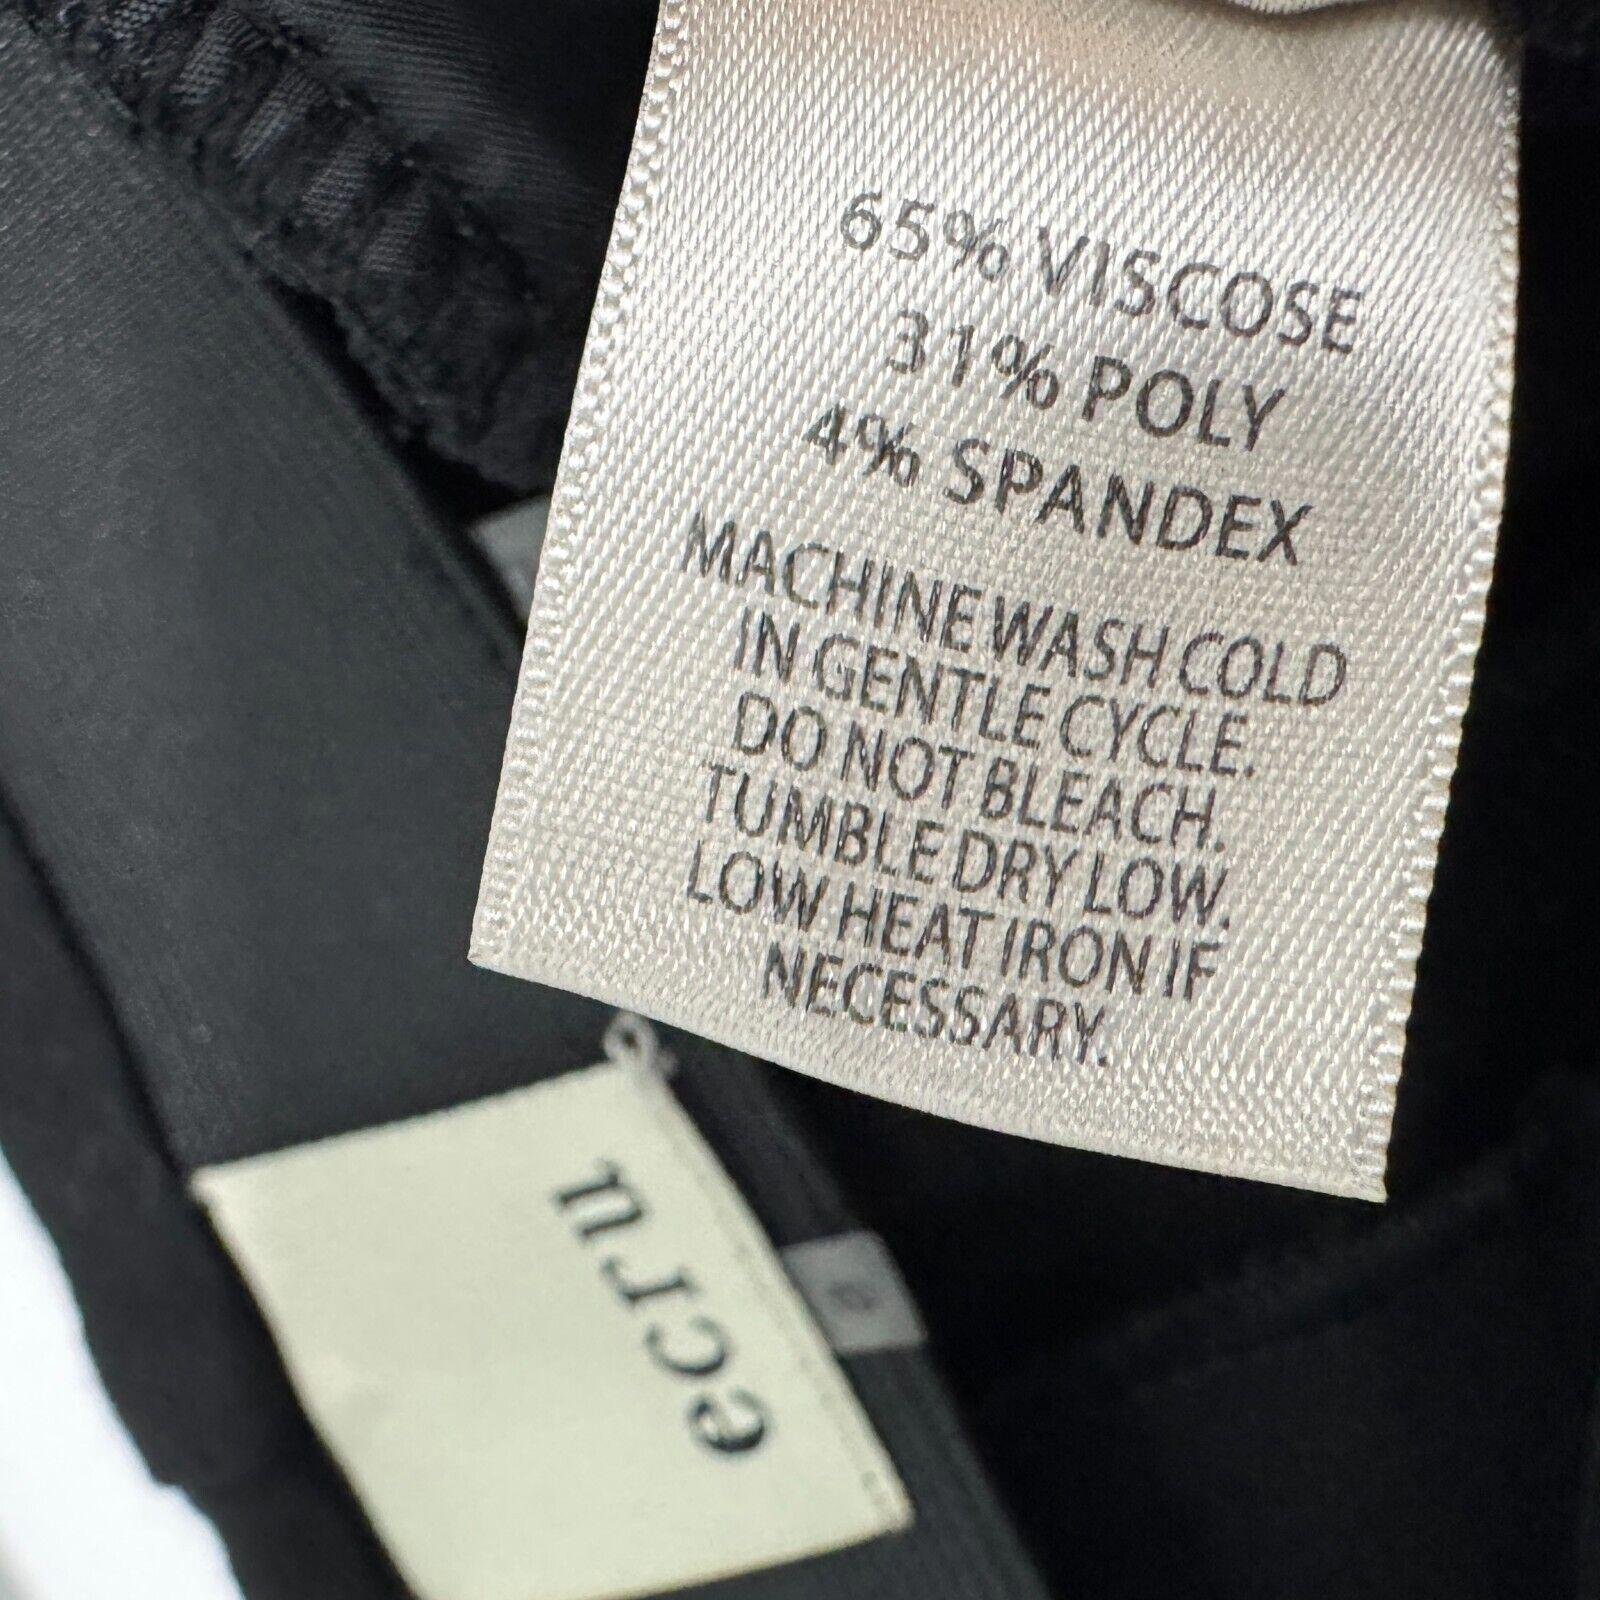 65% VISCOSE
31% POLY
4% SPANDEX
MACHINE WASH COLD
IN GENTLE CYCLE.
DO NOT BLEACH.
TUMBLE DRY LOW.
LOW HEAT IRON IF
NECESSARY.
ecru